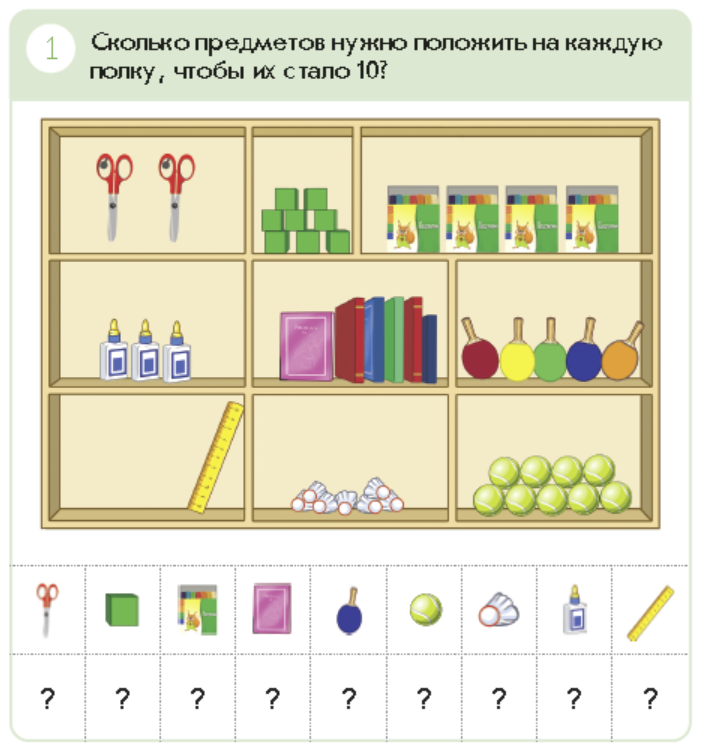 1
Сколько предметов нужно положить на каждую
полку, чтобы их стало 10?
? ? ? ? ? ? ? ? ?